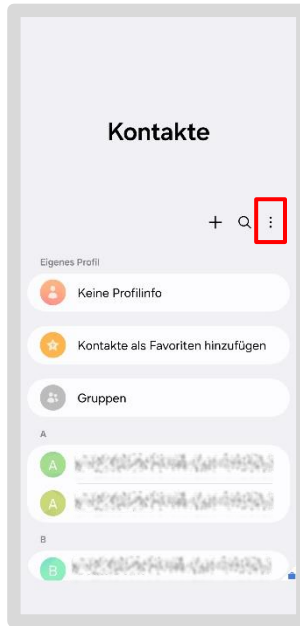 Kontakte
Eigenes Profil
Keine Profilinfo
Kontakte als Favoriten hinzufügen
Gruppen
A
A
A
B
B